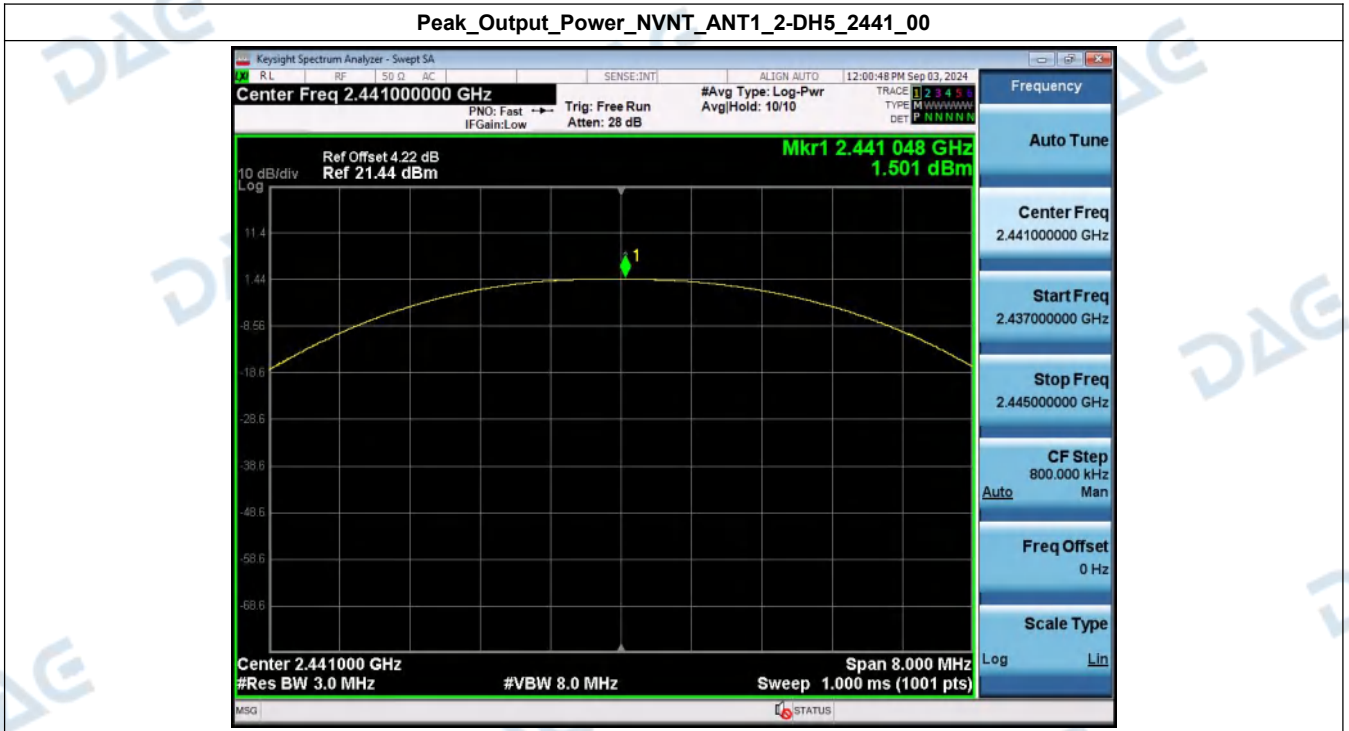 Peak_Output_Power_NVNT_ANT1_2-DH5_2441_00
Keysight Spectrum Analyzer - Swept SA
LXI RL RF 50 Ω AC SENSE:INT ALIGN AUTO 12:00:48 PM Sep 03, 2024
Center Freq 2.441000000 GHz
PNO: Fast
IFGain:Low
Trig: Free Run
Atten: 28 dB
#Avg Type: Log-Pwr
Avg|Hold: 10/10
TRACE 1 2 3 4 5 6
TYPE M WWWWW
DET P N N N N N
Mkr1 2.441 048 GHz
1.501 dBm
Ref Offset 4.22 dB
10 dB/div Ref 21.44 dBm
Log
11.4
1
1.44
-8.56
-18.6
-28.6
-38.6
-48.6
-58.6
-68.6
Center 2.441000 GHz Span 8.000 MHz
#Res BW 3.0 MHz #VBW 8.0 MHz Sweep 1.000 ms (1001 pts)
MSG STATUS
Frequency
Auto Tune
Center Freq
2.441000000 GHz
Start Freq
2.437000000 GHz
Stop Freq
2.445000000 GHz
CF Step
800.000 kHz
Auto Man
Freq Offset
0 Hz
Scale Type
Log Lin
DAG
DAG
DAG